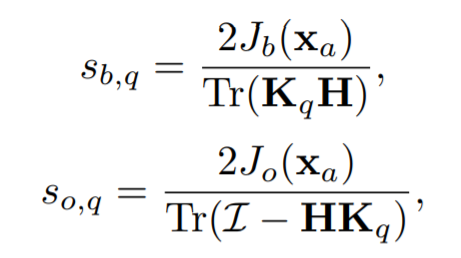 $s_{b,q} = \frac{2J_b(\mathbf{x}_a)}{\mathrm{Tr}(\mathbf{K}_q\mathbf{H})},$
$s_{o,q} = \frac{2J_o(\mathbf{x}_a)}{\mathrm{Tr}(\mathcal{I} - \mathbf{H}\mathbf{K}_q)},$